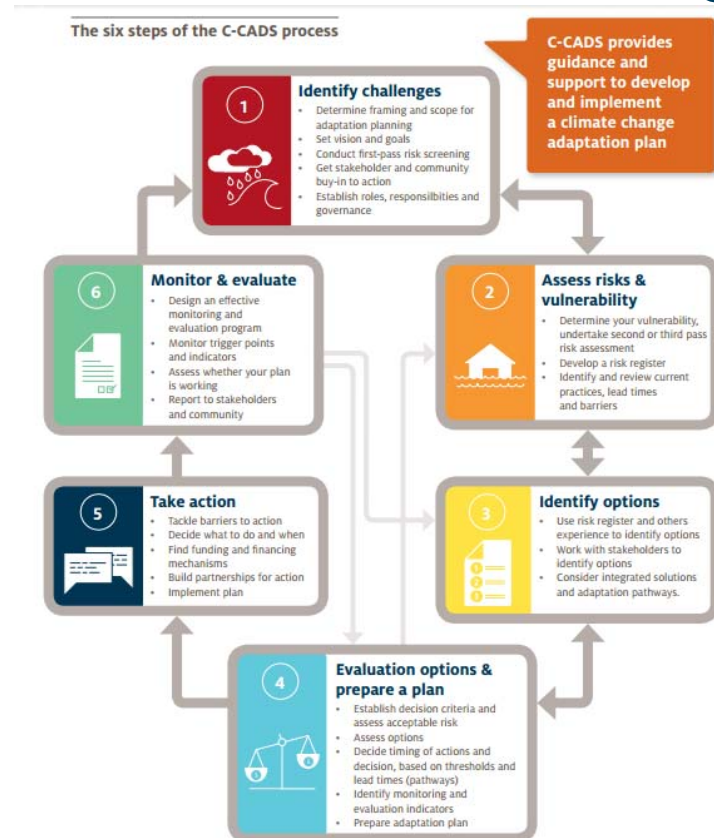 The six steps of the C-CADS process
C-CADS provides
guidance and
support to develop
and implement
a climate change
adaptation plan
1
Identify challenges
• Determine framing and scope for
adaptation planning
• Set vision and goals
• Conduct first-pass risk screening
• Get stakeholder and community
buy-in to action
• Establish roles, responsbities and
governance
2
Assess risks &
vulnerability
• Determine your vulnerability,
undertake second or third pass
risk assessment
• Develop a risk register
• Identify and review current
practices, lead times
and barriers
3
Identify options
• Use risk register and others
experience to identify options
• Work with stakeholders to
identify options
• Consider integrated solutions
and adaptation pathways.
1
2
3
4
Evaluation options &
prepare a plan
• Establish decision criteria and
assess acceptable risk
• Assess options
• Decide timing of actions and
decision, based on thresholds and
lead times (pathways)
• Identify monitoring and
evaluation indicators
• Prepare adaptation plan
5
Take action
• Tackle barriers to action
• Decide what to do and when
• Find funding and financing
mechanisms
• Build partnerships for action
• Implement plan
6
Monitor & evaluate
• Design an effective
monitoring and
evaluation program
• Monitor trigger points
and indicators
• Assess whether your plan
is working
• Report to stakeholders
and community